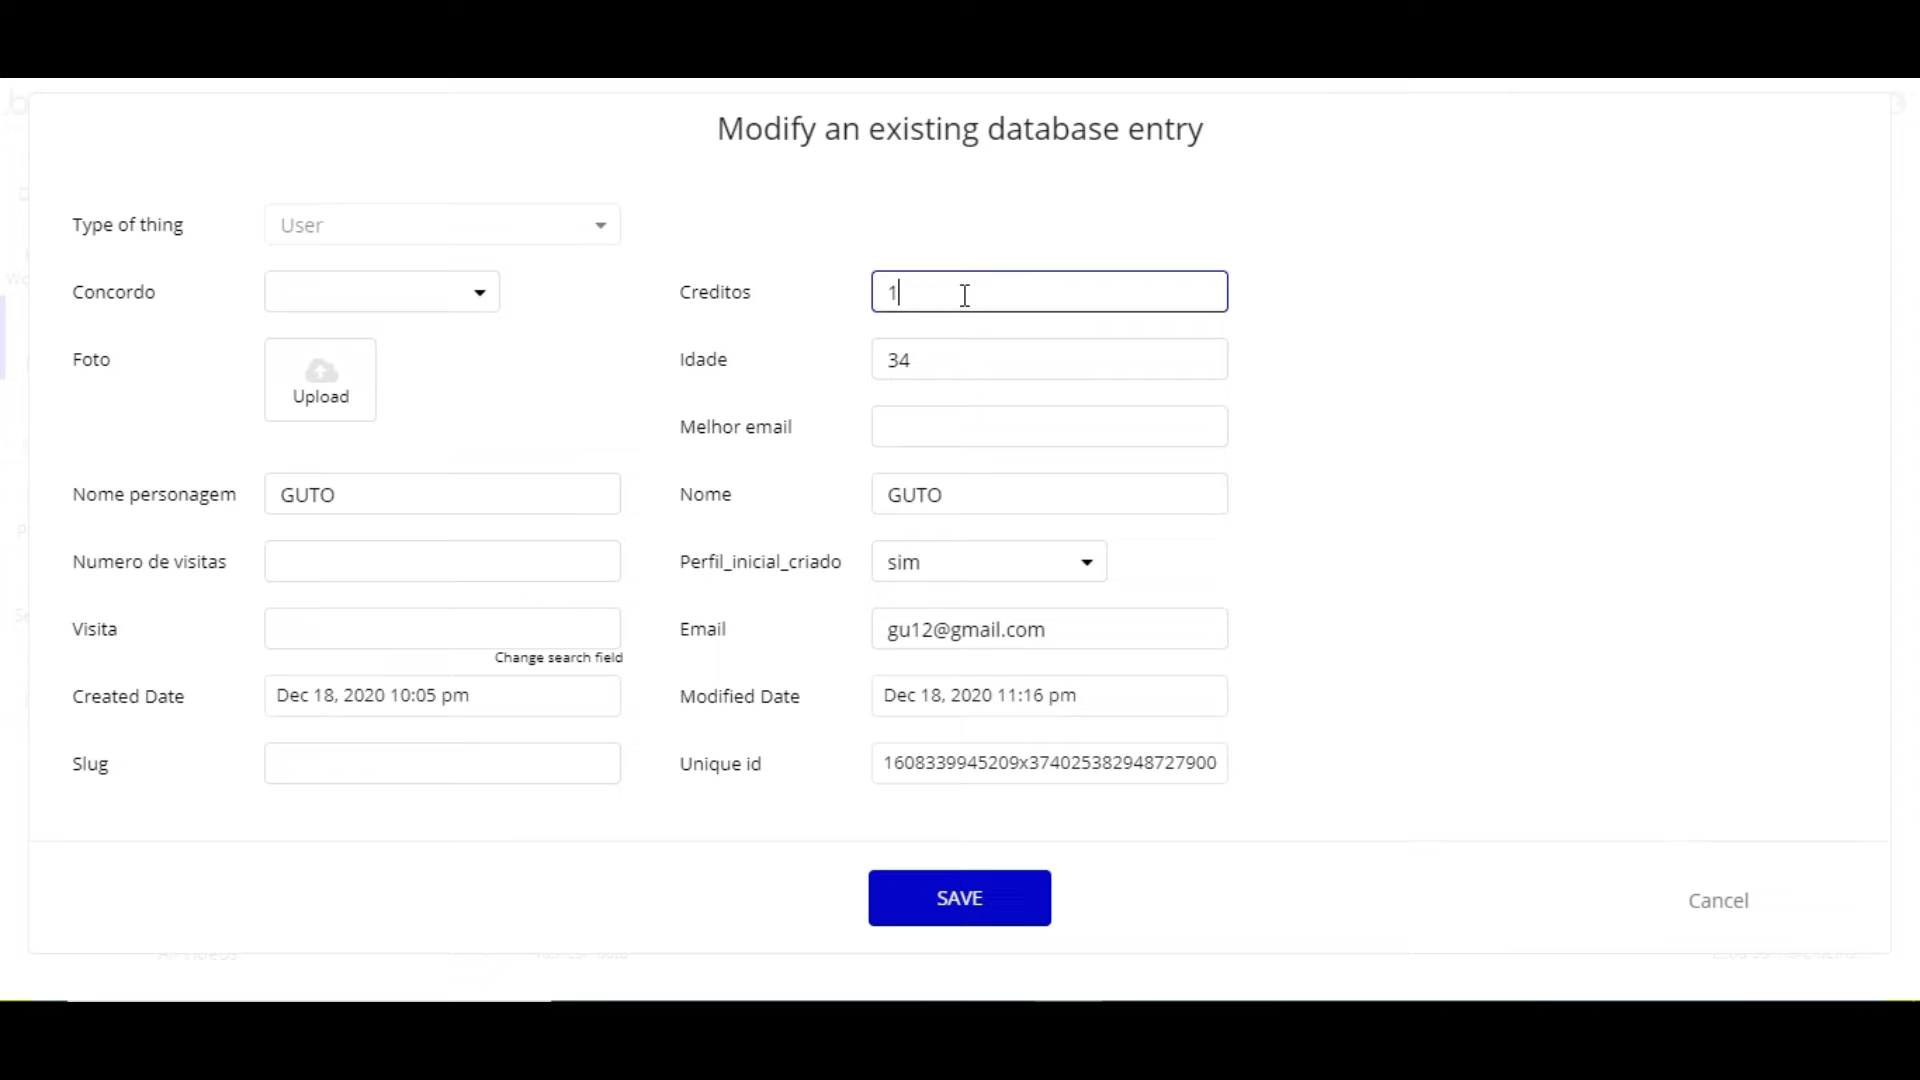 Modify an existing database entry
Type of thing User
Concordo Creditos 1
Foto Upload Idade 34
Melhor email
Nome personagem GUTO Nome GUTO
Numero de visitas Perfil_inicial_criado sim
Visita Email gu12@gmail.com
Change search field
Created Date Dec 18, 2020 10:05 pm Modified Date Dec 18, 2020 11:16 pm
Slug Unique id 1608339945209x374025382948727900
SAVE Cancel